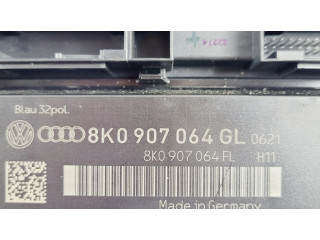 Blau 32pol.
8K0 907 064 GL 0621
8K0 907 064 FL H11
Made in Germany